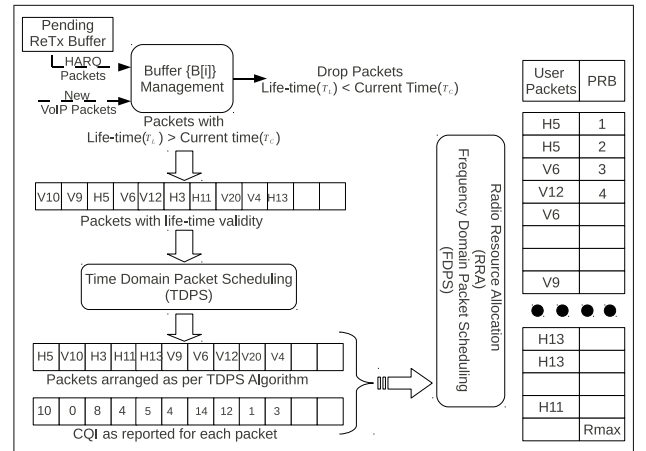 Pending
ReTx Buffer
HARQ
Packets
New
VoIP Packets
Buffer {B[i]}
Management
Drop Packets
Life-time(T_L) < Current Time(T_C)
Packets with
Life-time(T_L) > Current time(T_C)
V10 V9 H5 V6 V12 H3 H11 V20 V4 H13
Packets with life-time validity
Time Domain Packet Scheduling
(TDPS)
H5 V10 H3 H11 H13 V9 V6 V12 V20 V4
Packets arranged as per TDPS Algorithm
10 0 8 4 5 4 14 12 1 3
CQI as reported for each packet
Radio Resource Allocation
(RRA)
Frequency Domain Packet Scheduling
(FDPS)
User
Packets
PRB
H5 1
H5 2
V6 3
V12 4
V6
V9
H13
H13
H11
Rmax